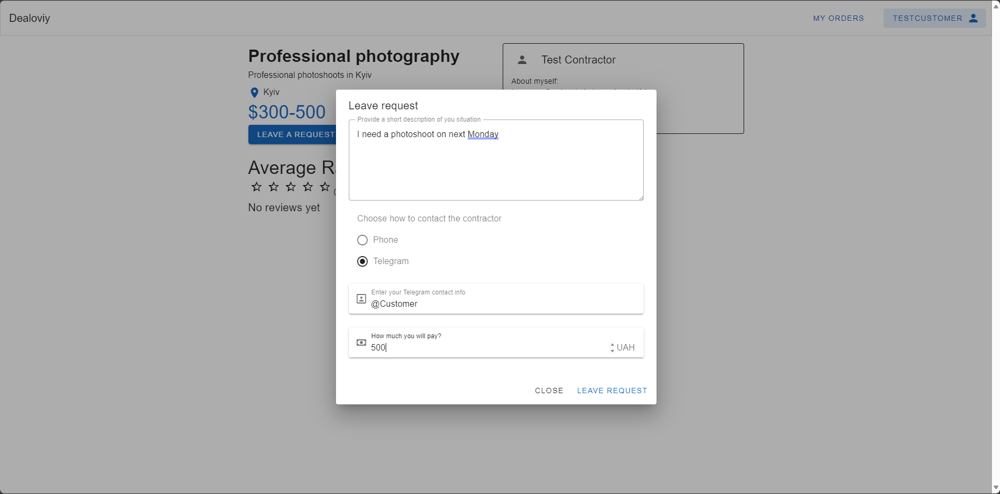 Dealoviy
MY ORDERS
TESTCUSTOMER
Professional photography
Professional photoshoots in Kyiv
Kyiv
$300-500
LEAVE A REQUEST
Average
No reviews yet
Test Contractor
About myself:
Leave request
Provide a short description of you situation
I need a photoshoot on next Monday
Choose how to contact the contractor
Phone
Telegram
Enter your Telegram contact info
@Customer
How much you will pay?
500
UAH
CLOSE
LEAVE REQUEST